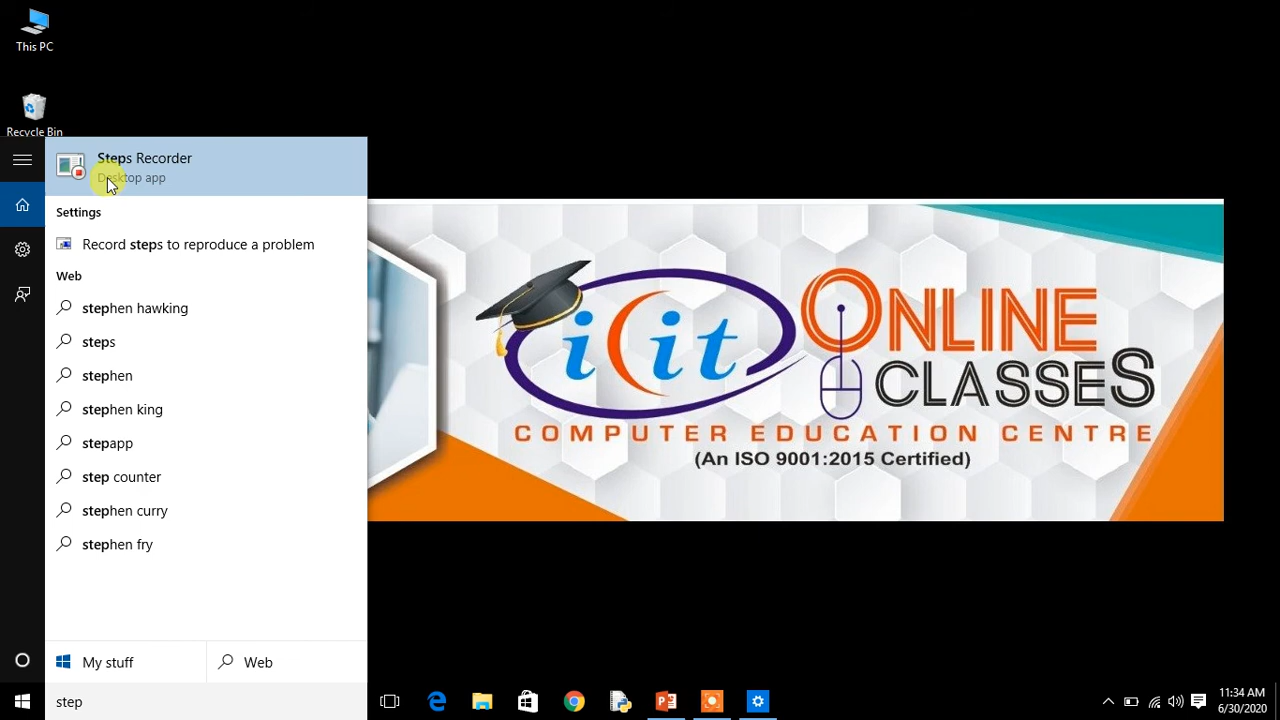 This PC
Recycle Bin
Steps Recorder
Desktop app
Settings
Record steps to reproduce a problem
Web
stephen hawking
steps
stephen
stephen king
stepapp
step counter
stephen curry
stephen fry
My stuff
Web
step
icit
ONLINE
CLASSES
COMPUTER EDUCATION CENTRE
(An ISO 9001:2015 Certified)
11:34 AM
6/30/2020